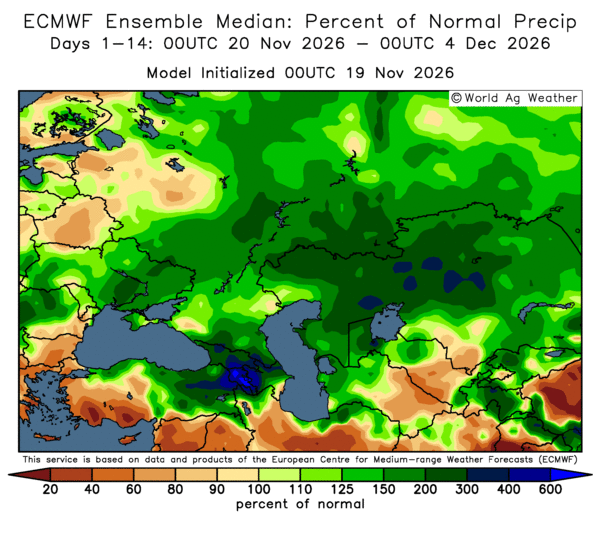 ECMWF Ensemble Median: Percent of Normal Precip
Days 1–14: 00UTC 20 Nov 2026 – 00UTC 4 Dec 2026
Model Initialized 00UTC 19 Nov 2026
©World Ag Weather
This service is based on data and products of the European Centre for Medium-range Weather Forecasts (ECMWF)
20 40 60 80 90 100 110 125 150 200 300 400 600
percent of normal